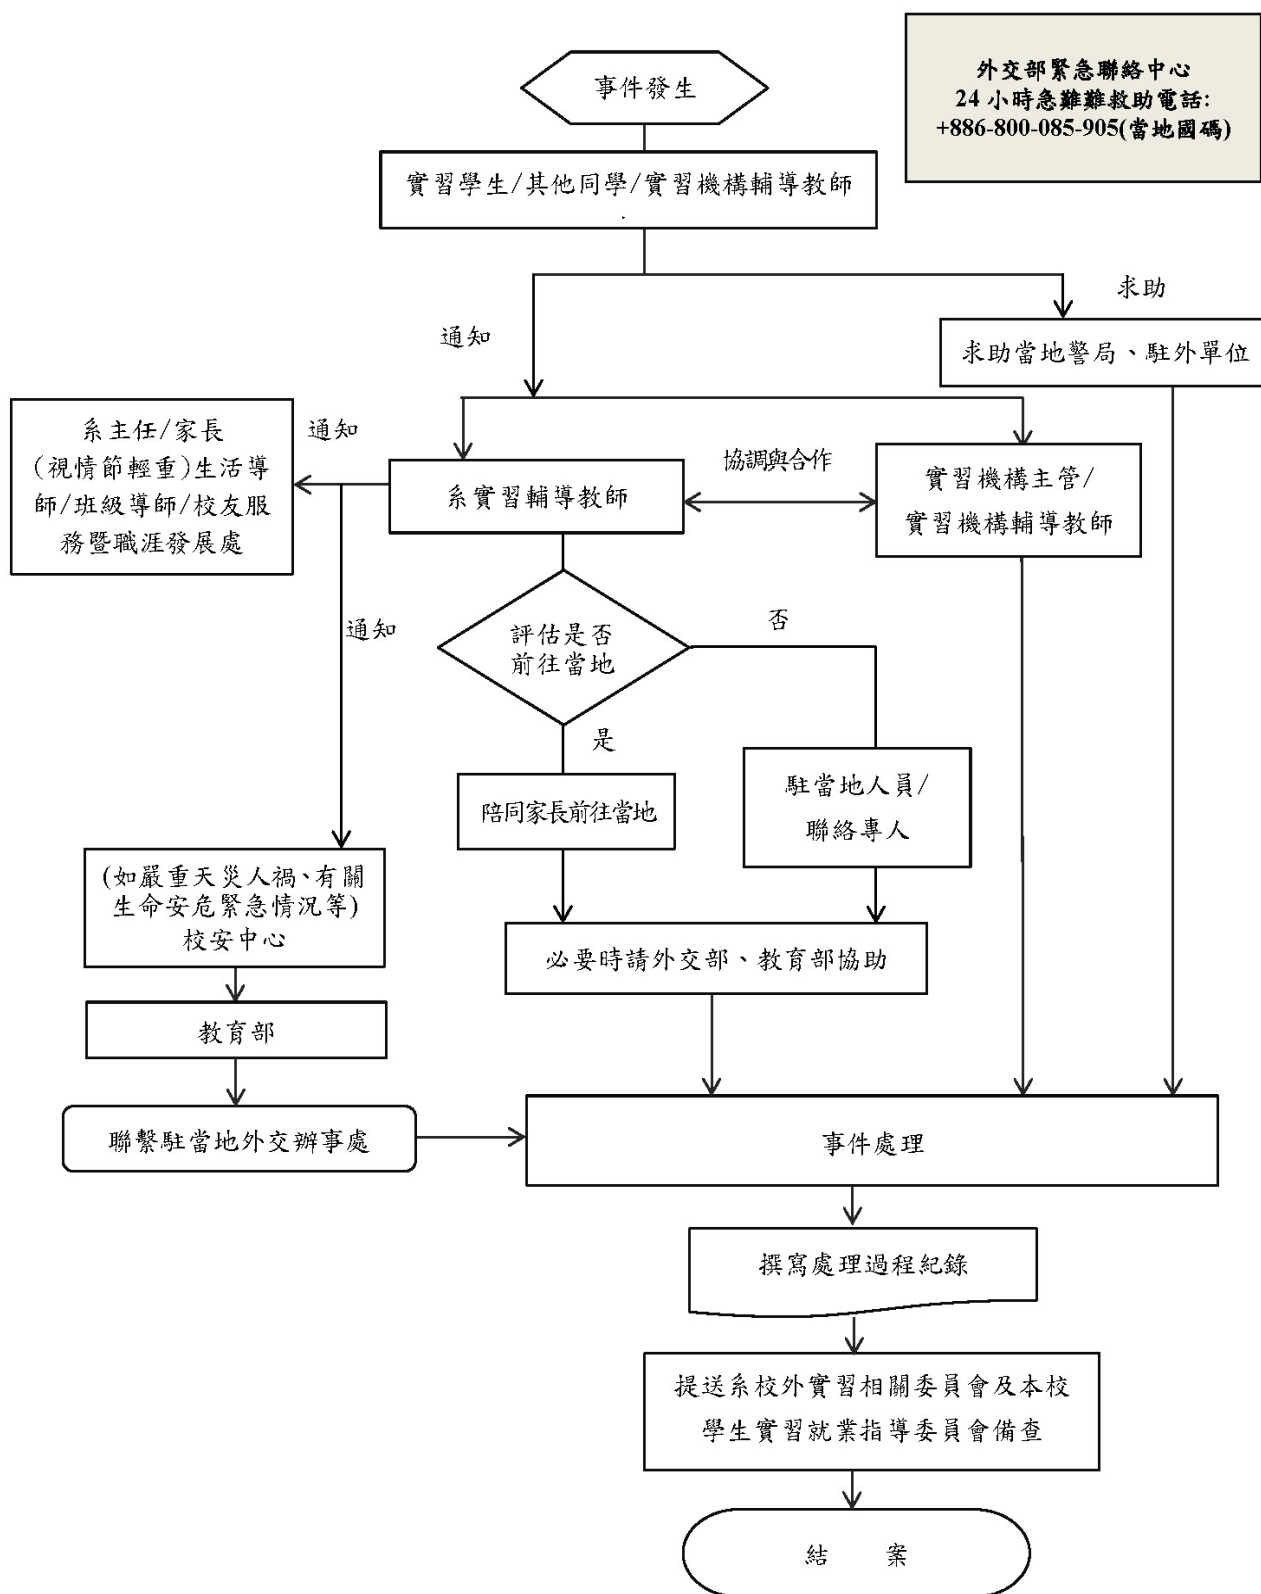 外交部緊急聯絡中心
24 小時急難難救助電話:
+886-800-085-905(當地國碼)
事件發生
實習學生/其他同學/實習機構輔導教師
.
求助
通知
求助當地警局、駐外單位
系主任/家長
(視情節輕重)生活導
師/班級導師/校友服
務暨職涯發展處
通知
協調與合作
系實習輔導教師
實習機構主管/
實習機構輔導教師
通知
評估是否
前往當地
否
是
陪同家長前往當地
駐當地人員/
聯絡專人
(如嚴重天災人禍、有關
生命安危緊急情況等)
校安中心
必要時請外交部、教育部協助
教育部
聯繫駐當地外交辦事處
事件處理
撰寫處理過程紀錄
提送系校外實習相關委員會及本校
學生實習就業指導委員會備查
結 案